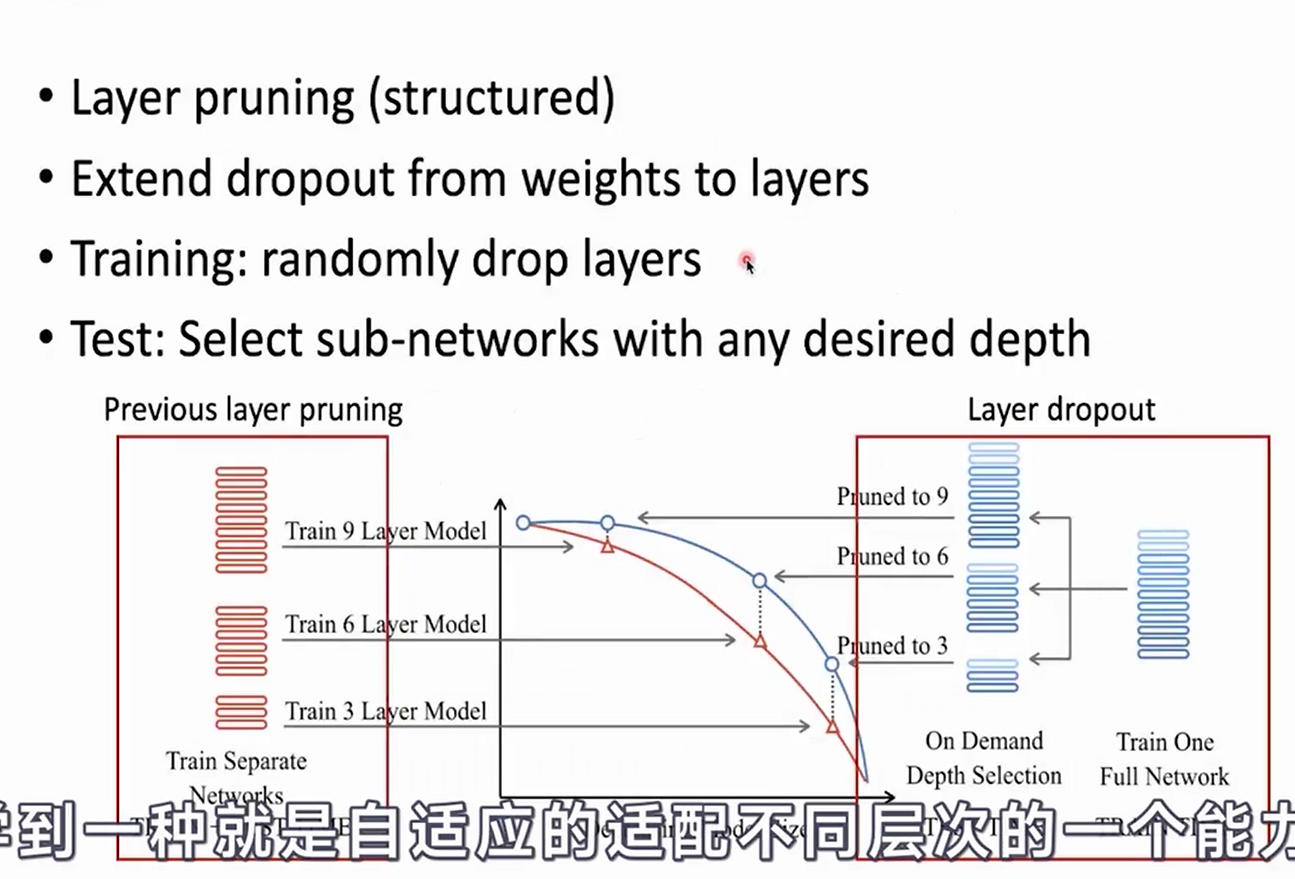 • Layer pruning (structured)
• Extend dropout from weights to layers
• Training: randomly drop layers
• Test: Select sub-networks with any desired depth
Previous layer pruning
Layer dropout
Train 9 Layer Model
Train 6 Layer Model
Train 3 Layer Model
Train Separate
Networks
Pruned to 9
Pruned to 6
Pruned to 3
On Demand
Depth Selection
Train One
Full Network
到一种就是自适应的适配不同层次的一个能力